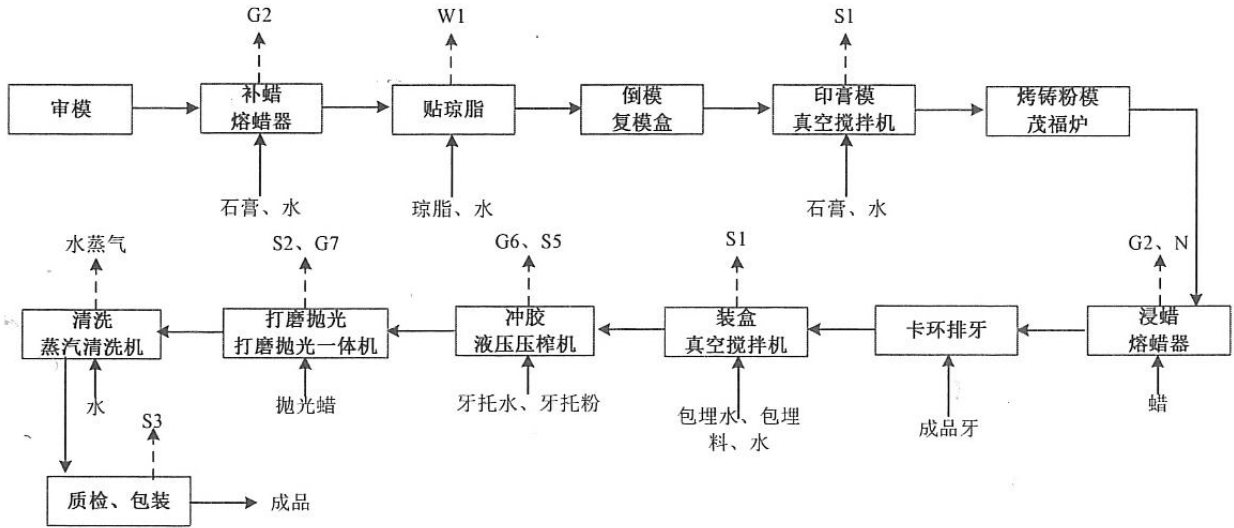 G2
W1
S1
审模
补蜡
熔蜡器
贴琼脂
倒模
复模盒
印膏模
真空搅拌机
烤铸粉模
茂福炉
石膏、水
琼脂、水
石膏、水
水蒸气
S2、G7
G6、S5
S1
G2、N
清洗
蒸汽清洗机
打磨抛光
打磨抛光一体机
冲胶
液压压榨机
装盒
真空搅拌机
卡环排牙
浸蜡
熔蜡器
水
抛光蜡
牙托水、牙托粉
包埋水、包埋
料、水
成品牙
蜡
S3
质检、包装
成品